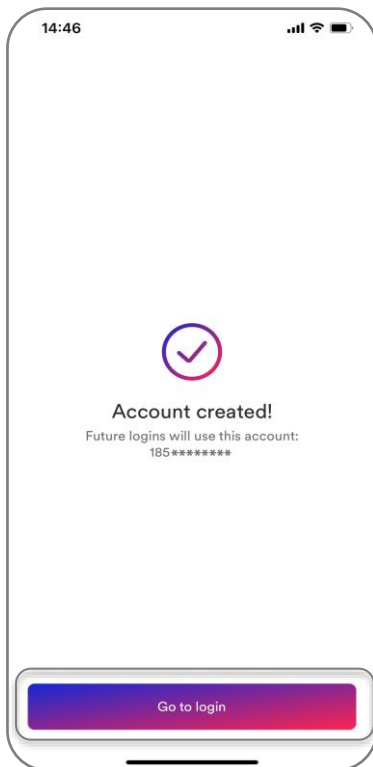 14:46
Account created!
Future logins will use this account:
185********
Go to login